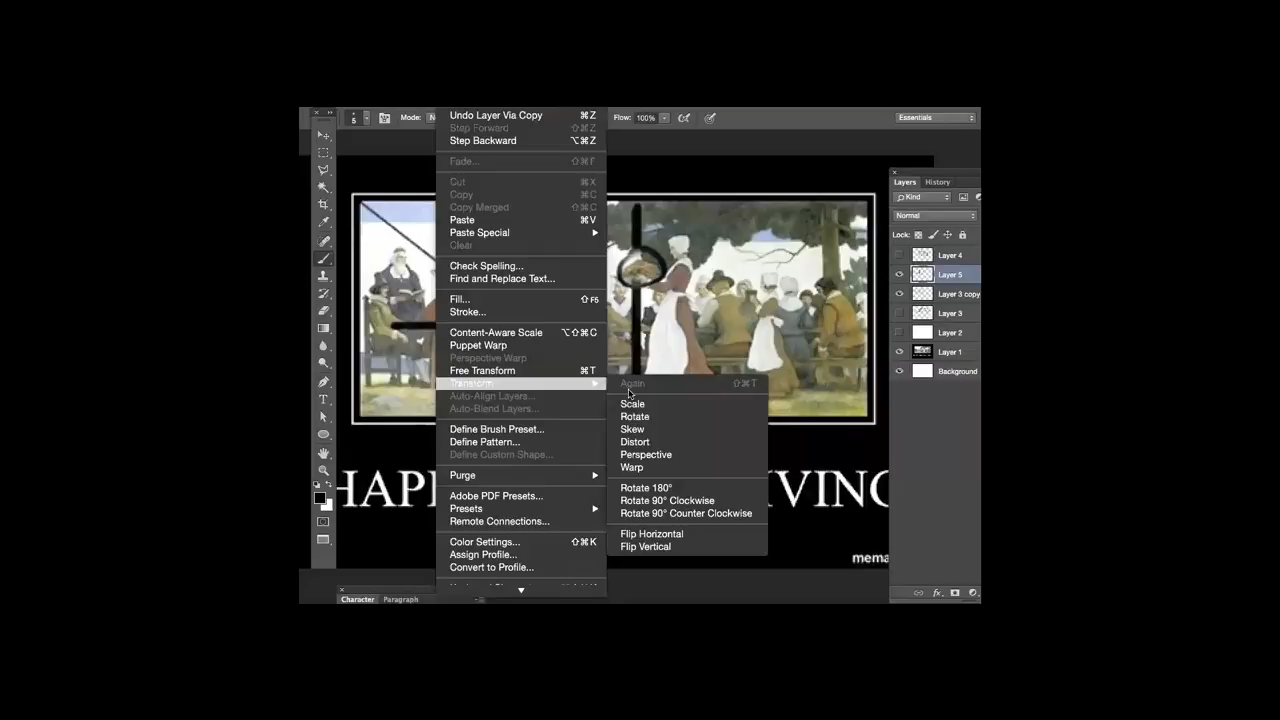 5 Mode: N
Flow: 100%
Essentials
Undo Layer Via Copy ⌘Z
Step Forward ⇧⌘Z
Step Backward ⌥⌘Z
Fade... ⇧⌘F
Cut ⌘X
Copy ⌘C
Copy Merged ⇧⌘C
Paste ⌘V
Paste Special
Clear
Check Spelling...
Find and Replace Text...
Fill... ⇧F5
Stroke...
Content-Aware Scale ⌥⇧⌘C
Puppet Warp
Perspective Warp
Free Transform ⌘T
Transform
Auto-Align Layers...
Auto-Blend Layers...
Define Brush Preset...
Define Pattern...
Define Custom Shape...
Purge
Adobe PDF Presets...
Presets
Remote Connections...
Color Settings... ⇧⌘K
Assign Profile...
Convert to Profile...
Again ⇧⌘T
Scale
Rotate
Skew
Distort
Perspective
Warp
Rotate 180°
Rotate 90° Clockwise
Rotate 90° Counter Clockwise
Flip Horizontal
Flip Vertical
Layers History
Kind
Normal
Lock:
Layer 4
Layer 5
Layer 3 copy
Layer 3
Layer 2
Layer 1
Background
fx
HAP IVING
mema
Character Paragraph